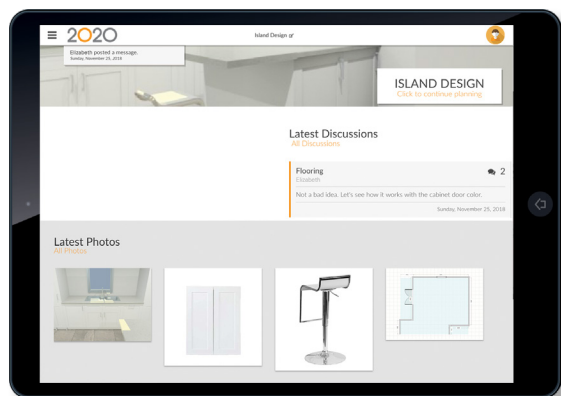 2020
Island Design
Elizabeth posted a message.
Sunday, November 25, 2018
ISLAND DESIGN
Click to continue planning
Latest Discussions
All Discussions
Flooring
2
Elizabeth
Not a bad idea. Let's see how it works with the cabinet door color.
Sunday, November 25, 2018
Latest Photos
All Photos